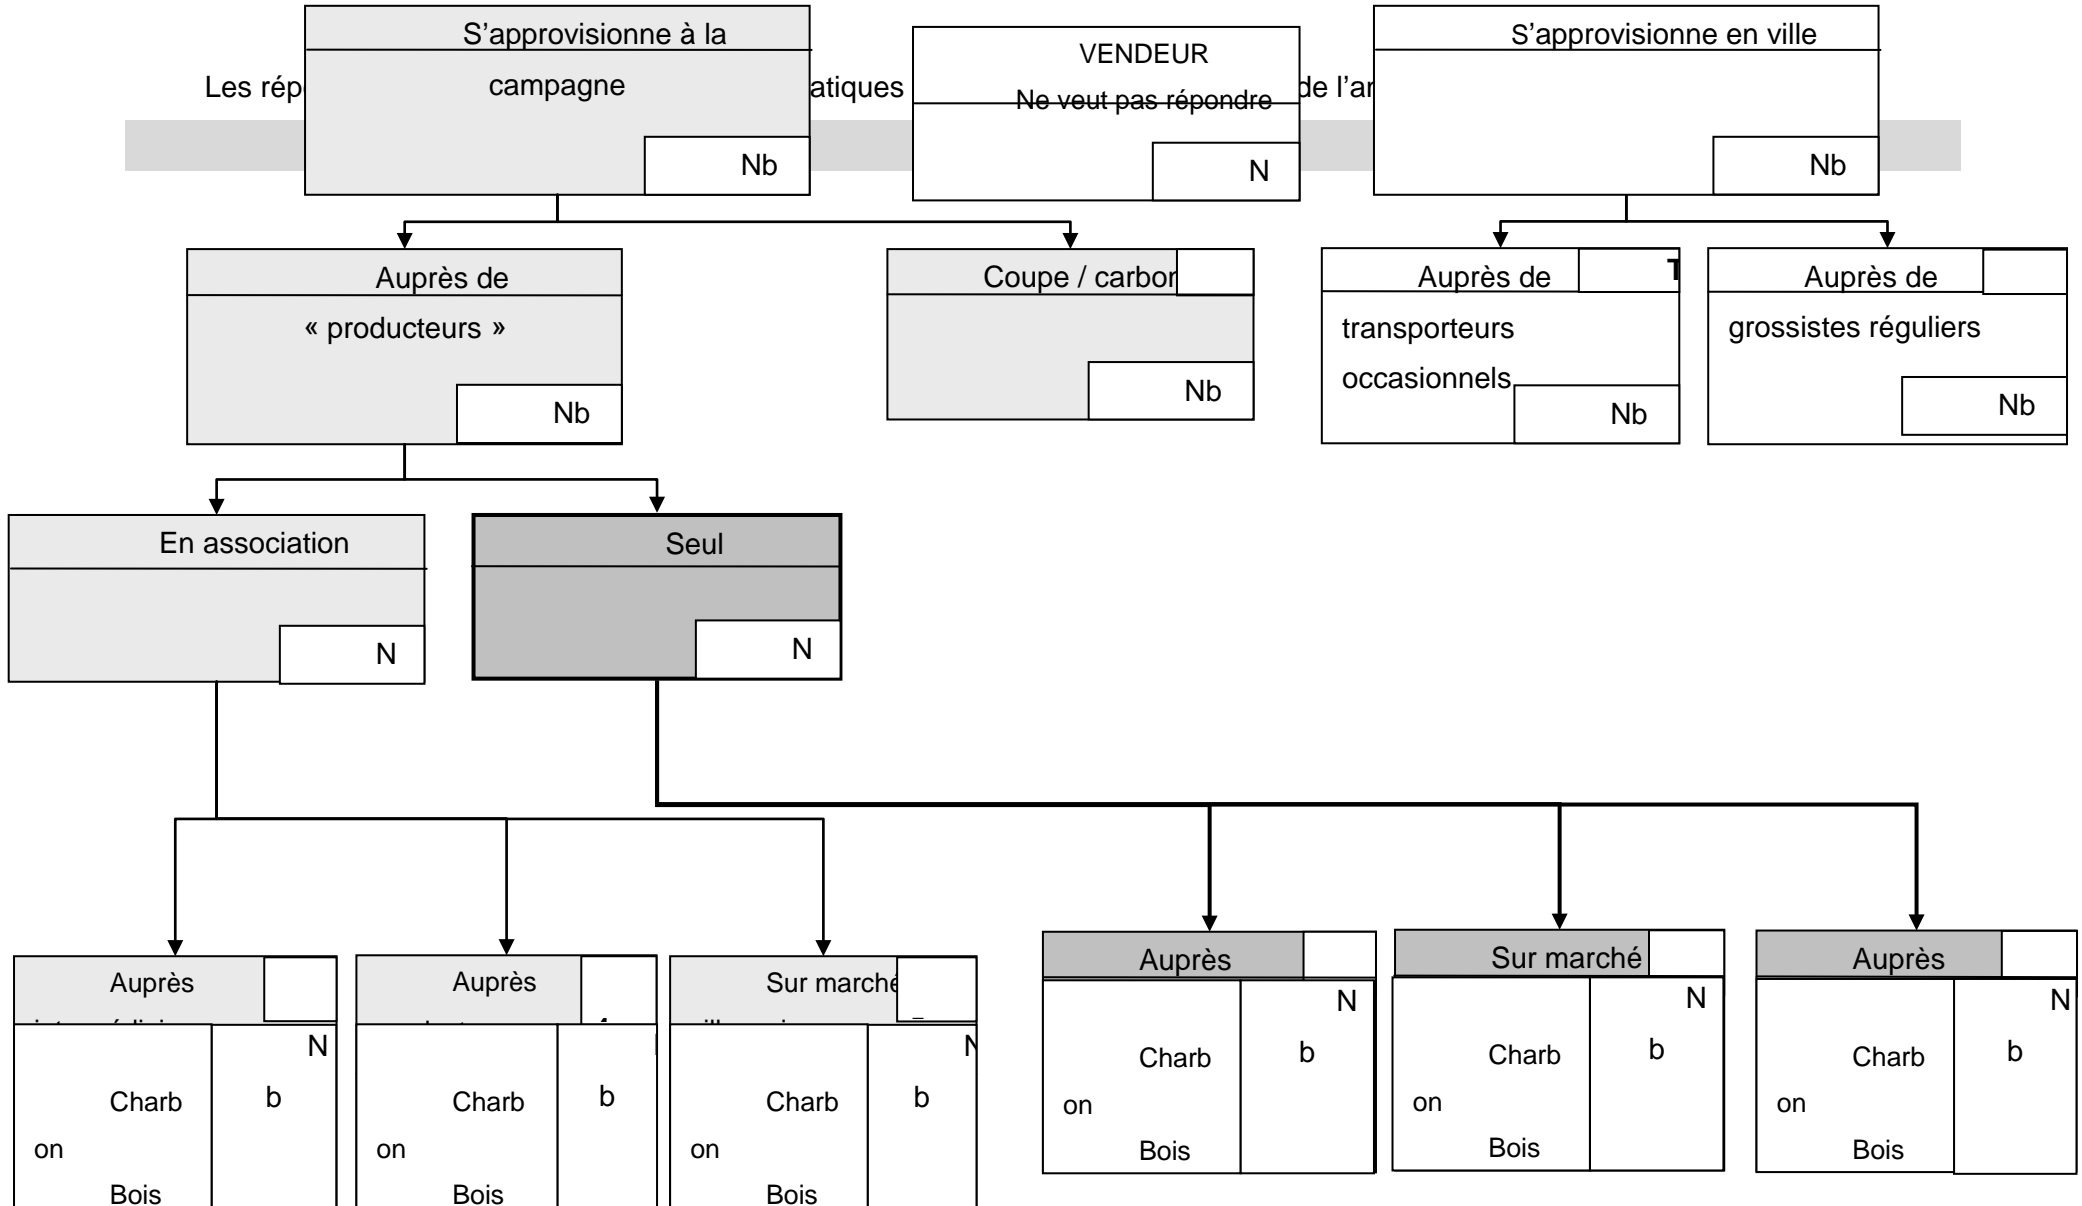 S'approvisionne à la
campagne
Nb
VENDEUR
Ne veut pas répondre
N
S'approvisionne en ville
Nb
Les
atiques
de
Auprès de
« producteurs »
Nb
Coupe /
Nb
Auprès de
transporteurs
occasionnels
Nb
Auprès de
grossistes réguliers
Nb
En association
N
Seul
N
Auprès
N
b
Charb
on
Bois
Auprès
b
Charb
on
Bois
Sur marché
N
b
Charb
on
Bois
Auprès
N
b
Charb
on
Bois
Sur marché
N
b
Charb
on
Bois
Auprès
N
b
Charb
on
Bois